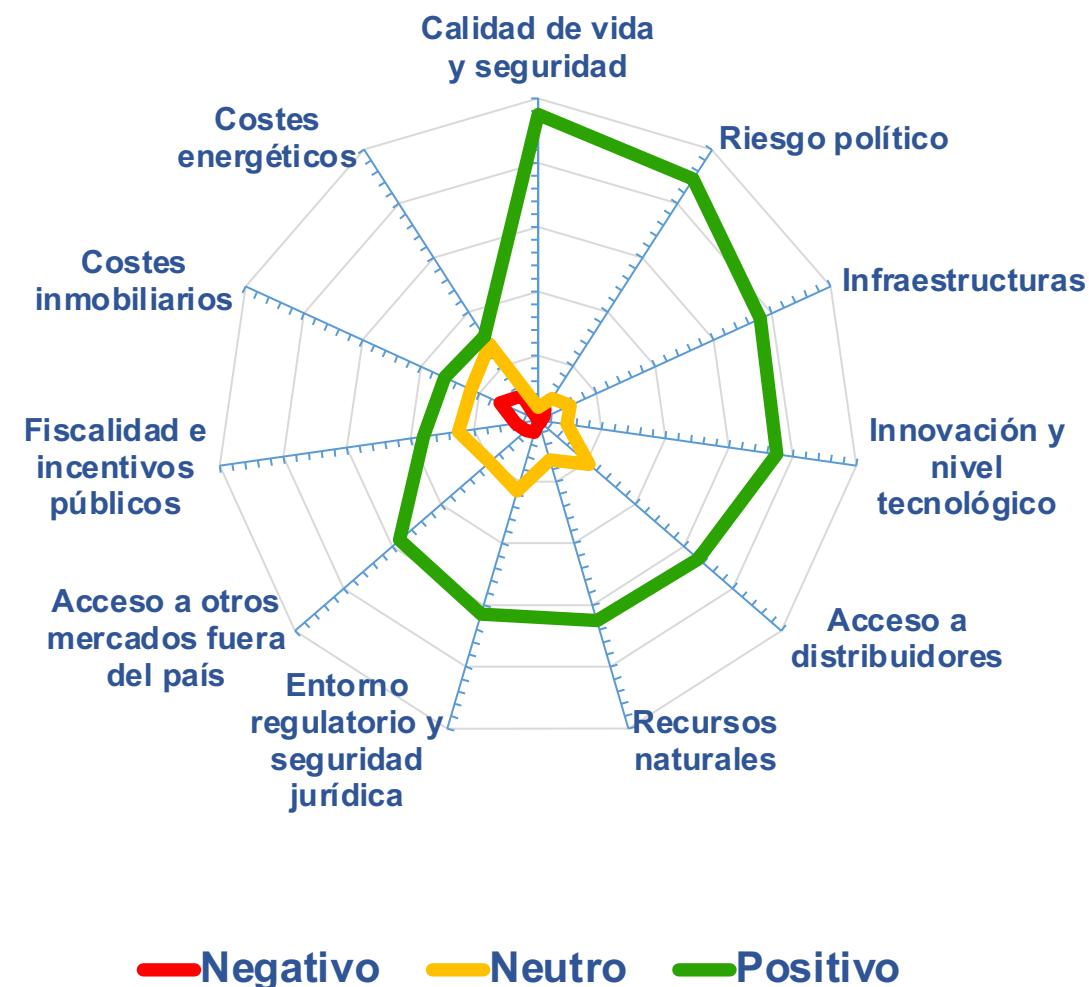 Calidad de vida
y seguridad
Riesgo político
Infraestructuras
Innovación y
nivel
tecnológico
Acceso a
distribuidores
Recursos
naturales
Entorno
regulatorio y
seguridad
jurídica
Acceso a otros
mercados fuera
del país
Fiscalidad e
incentivos
públicos
Costes
inmobiliarios
Costes
energéticos
Negativo
Neutro
Positivo